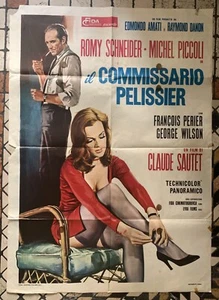 FIDA
EDMONDO AMATI RAYMOND DANON
ROMY SCHNEIDER · MICHEL PICCOLI
il COMMISSARIO
PELISSIER
FRANÇOIS PERIER
GEORGE WILSON
UN FILM DI
CLAUDE SAUTET
TECHNICOLOR
PANORAMICO